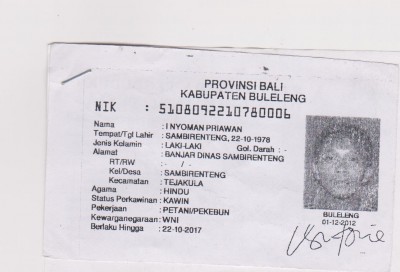 PROVINSI BALI
KABUPATEN BULELENG
NIK : 5108092210780006
Nama : I NYOMAN PRIAWAN
Tempat/Tgl Lahir : SAMBIRENTENG, 22-10-1978
Jenis Kelamin : LAKI-LAKI Gol. Darah : -
Alamat : BANJAR DINAS SAMBIRENTENG
RT/RW : - / -
Kel/Desa : SAMBIRENTENG
Kecamatan : TEJAKULA
Agama : HINDU
Status Perkawinan : KAWIN
Pekerjaan : PETANI/PEKEBUN
Kewarganegaraan : WNI
Berlaku Hingga : 22-10-2017
BULELENG
01-12-2012